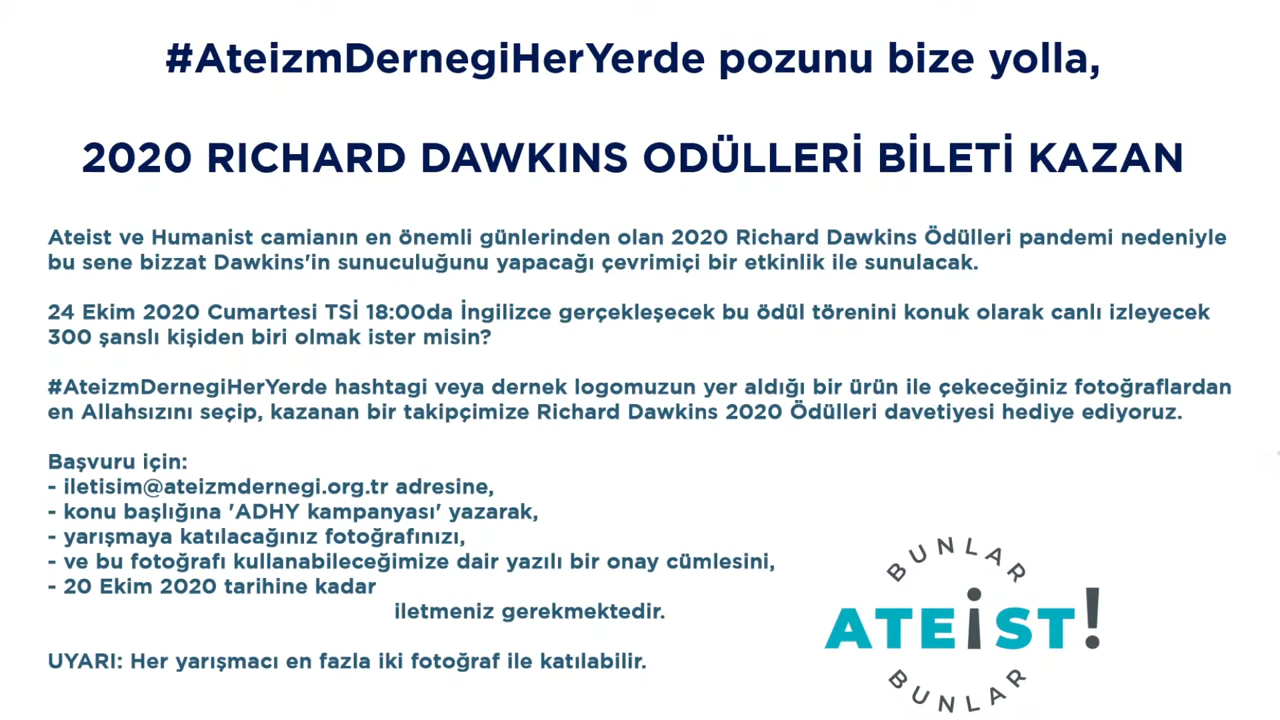 #AteizmDernegiHerYerde pozunu bize yolla,
2020 RICHARD DAWKINS ODÜLLERİ BİLETİ KAZAN
Ateist ve Humanist camianın en önemli günlerinden olan 2020 Richard Dawkins Ödülleri pandemi nedeniyle
bu sene bizzat Dawkins'in sunuculuğunu yapacağı çevrimiçi bir etkinlik ile sunulacak.
24 Ekim 2020 Cumartesi TSİ 18:00da İngilizce gerçekleşecek bu ödül törenini konuk olarak canlı izleyecek
300 şanslı kişiden biri olmak ister misin?
#AteizmDernegiHerYerde hashtagi veya dernek logomuzun yer aldığı bir ürün ile çekeceğiniz fotoğraflardan
en Allahsızını seçip, kazanan bir takipçimize Richard Dawkins 2020 Ödülleri davetiyesi hediye ediyoruz.
Başvuru için:
- iletisim@ateizmdernegi.org.tr adresine,
- konu başlığına 'ADHY kampanyası' yazarak,
- yarışmaya katılacağınız fotoğrafınızı,
- ve bu fotoğrafı kullanabileceğimize dair yazılı bir onay cümlesini,
- 20 Ekim 2020 tarihine kadar
iletmeniz gerekmektedir.
UYARI: Her yarışmacı en fazla iki fotoğraf ile katılabilir.
BUNLAR
ATEiST!
BUNLAR